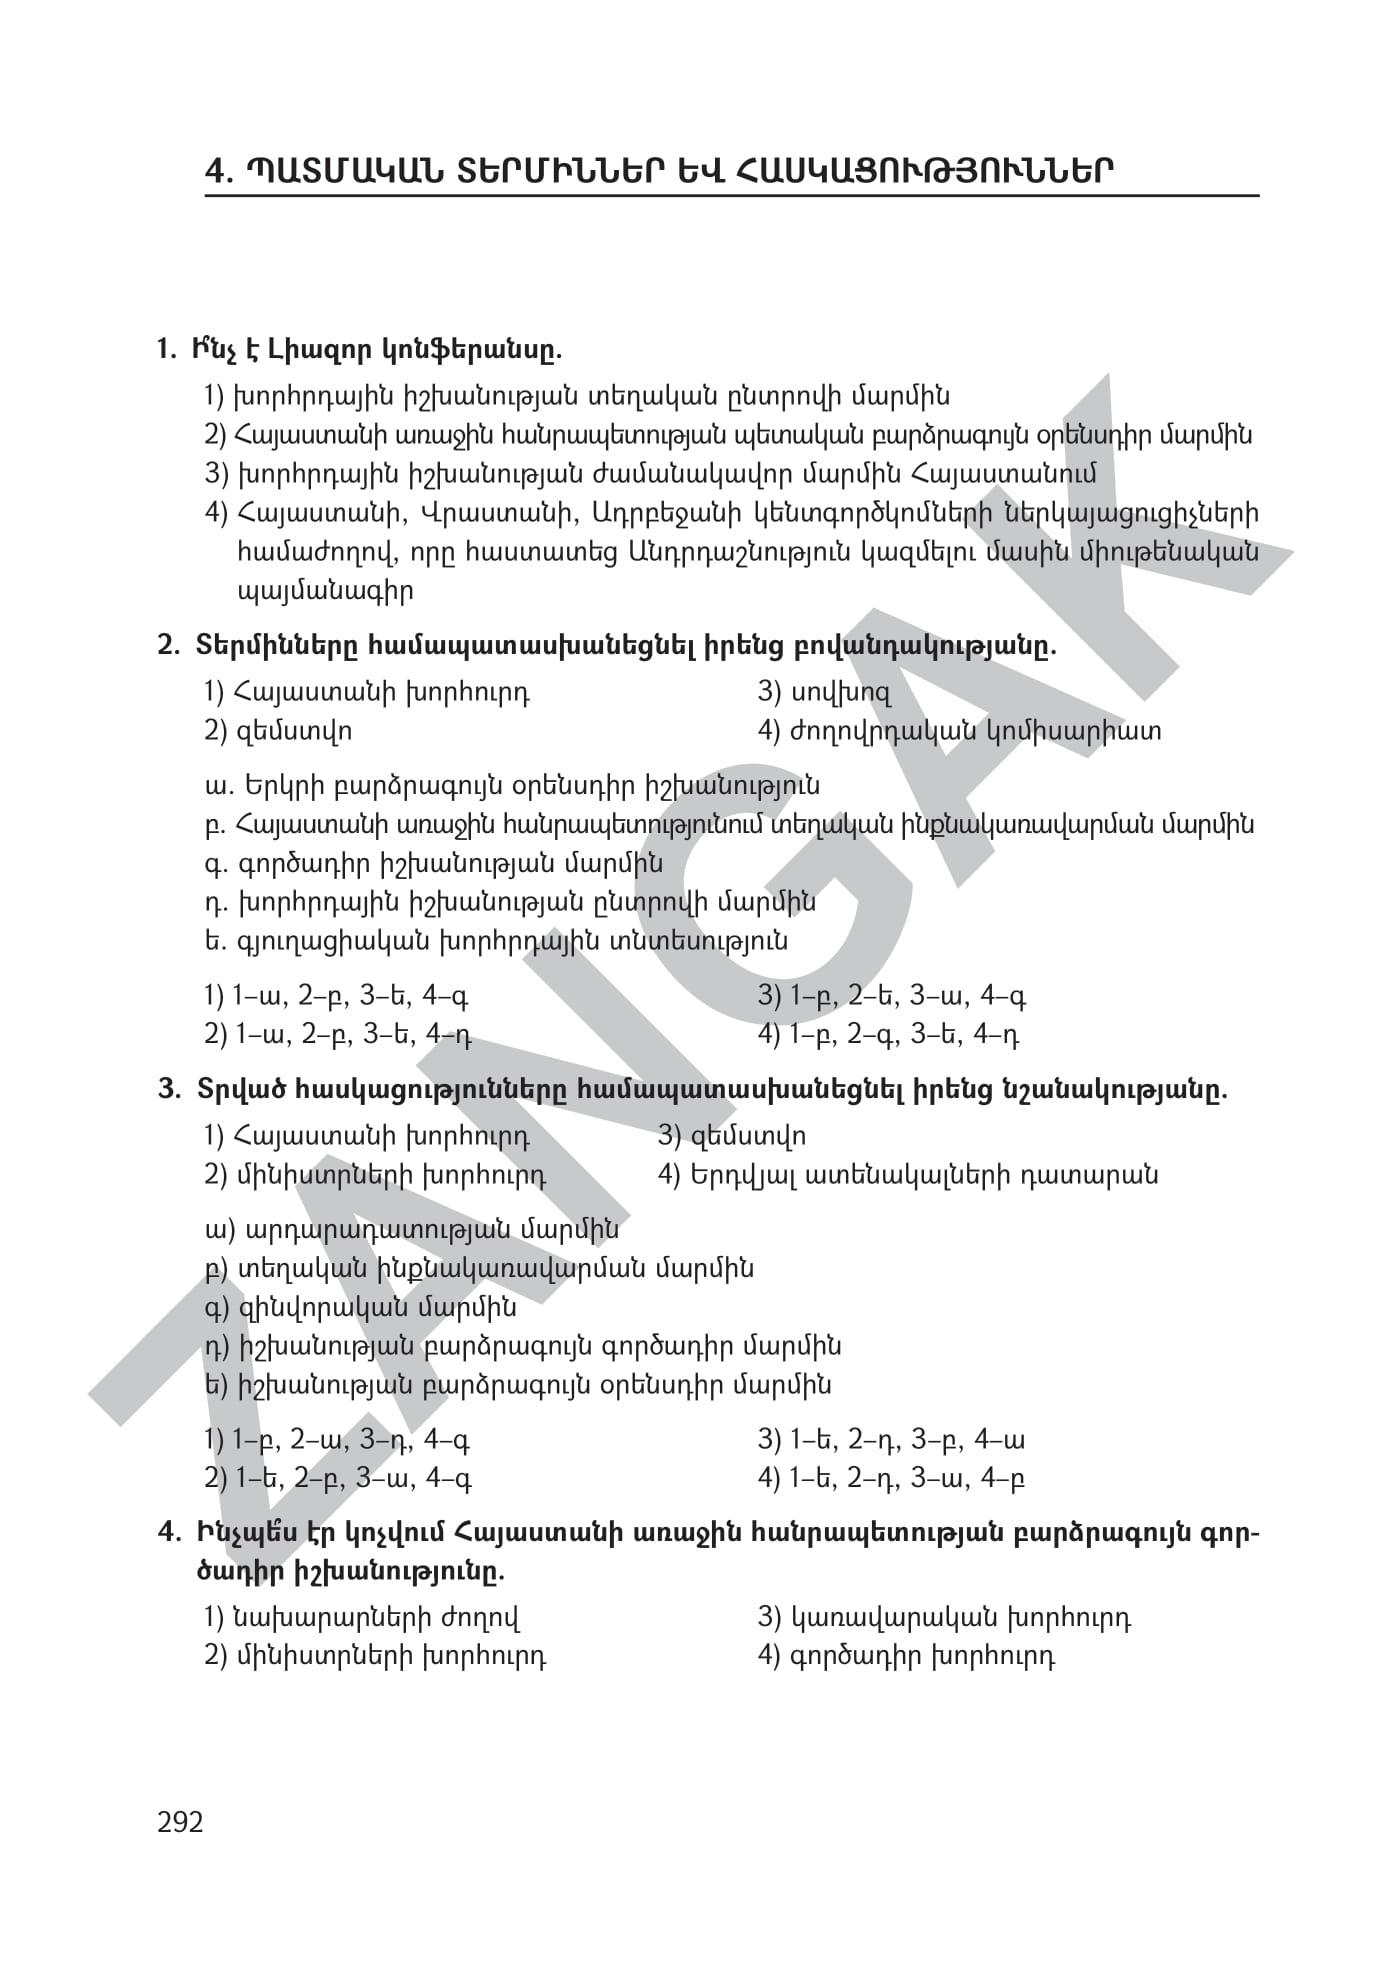 4. ՊԱՏՄԱԿԱՆ ՏԵՐՄԻՆՆԵՐ ԵՎ ՀԱՍԿԱՑՈՒԹՅՈՒՆՆԵՐ
1. Ի՞նչ է Լիազոր կոնֆերանսը.
1) խորհրդային իշխանության տեղական ընտրովի մարմին
2) Հայաստանի առաջին հանրապետության պետական բարձրագույն օրենսդիր մարմին
3) խորհրդային իշխանության ժամանակավոր մարմին Հայաստանում
4) Հայաստանի, Վրաստանի, Ադրբեջանի կենտգործկոմների ներկայացուցիչների
համաժողով, որը հաստատեց Անդրդաշնություն կազմելու մասին միութենական
պայմանագիր
2. Տերմինները համապատասխանեցնել իրենց բովանդակությանը.
1) Հայաստանի խորհուրդ 3) սովխոզ
2) զեմստվո 4) ժողովրդական կոմիսարիատ
ա. Երկրի բարձրագույն օրենսդիր իշխանություն
բ. Հայաստանի առաջին հանրապետությունում տեղական ինքնակառավարման մարմին
գ. գործադիր իշխանության մարմին
դ. խորհրդային իշխանության ընտրովի մարմին
ե. գյուղացիական խորհրդային տնտեսություն
1) 1–ա, 2–բ, 3–ե, 4–գ 3) 1–բ, 2–ե, 3–ա, 4–գ
2) 1–ա, 2–բ, 3–ե, 4–դ 4) 1–բ, 2–գ, 3–ե, 4–դ
3. Տրված հասկացությունները համապատասխանեցնել իրենց նշանակությանը.
1) Հայաստանի խորհուրդ 3) զեմստվո
2) մինիստրների խորհուրդ 4) Երդվյալ ատենակալների դատարան
ա) արդարադատության մարմին
բ) տեղական ինքնակառավարման մարմին
գ) զինվորական մարմին
դ) իշխանության բարձրագույն գործադիր մարմին
ե) իշխանության բարձրագույն օրենսդիր մարմին
1) 1–բ, 2–ա, 3–դ, 4–գ 3) 1–ե, 2–դ, 3–բ, 4–ա
2) 1–ե, 2–բ, 3–ա, 4–գ 4) 1–ե, 2–դ, 3–ա, 4–բ
4. Ինչպե՞ս էր կոչվում Հայաստանի առաջին հանրապետության բարձրագույն գոր-
ծադիր իշխանությունը.
1) նախարարների ժողով 3) կառավարական խորհուրդ
2) մինիստրների խորհուրդ 4) գործադիր խորհուրդ
292
ZANGAK